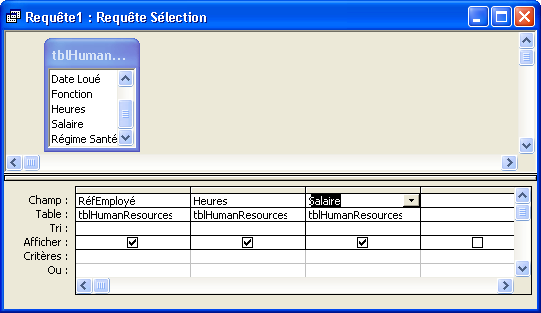 Requête1 : Requête Sélection
tblHuman...
Date Loué
Fonction
Heures
Salaire
Régime Santé
Champ : RéfEmployé Heures Salaire
Table : tblHumanResources tblHumanResources tblHumanResources
Tri :
Afficher :
Critères :
Ou :